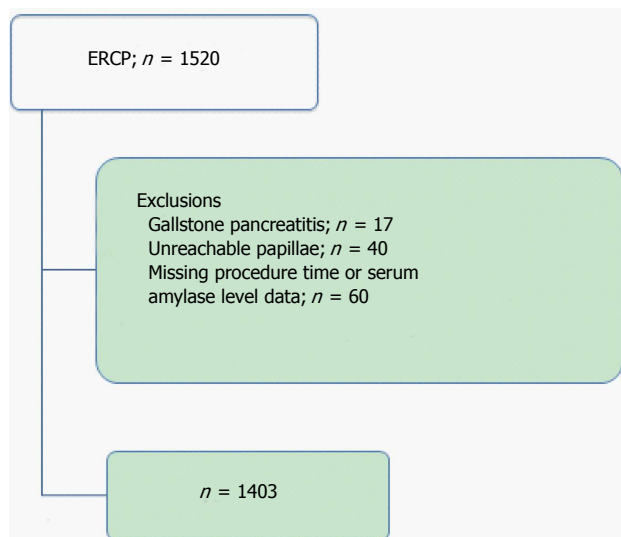 ERCP; n = 1520
Exclusions
Gallstone pancreatitis; n = 17
Unreachable papillae; n = 40
Missing procedure time or serum
amylase level data; n = 60
n = 1403